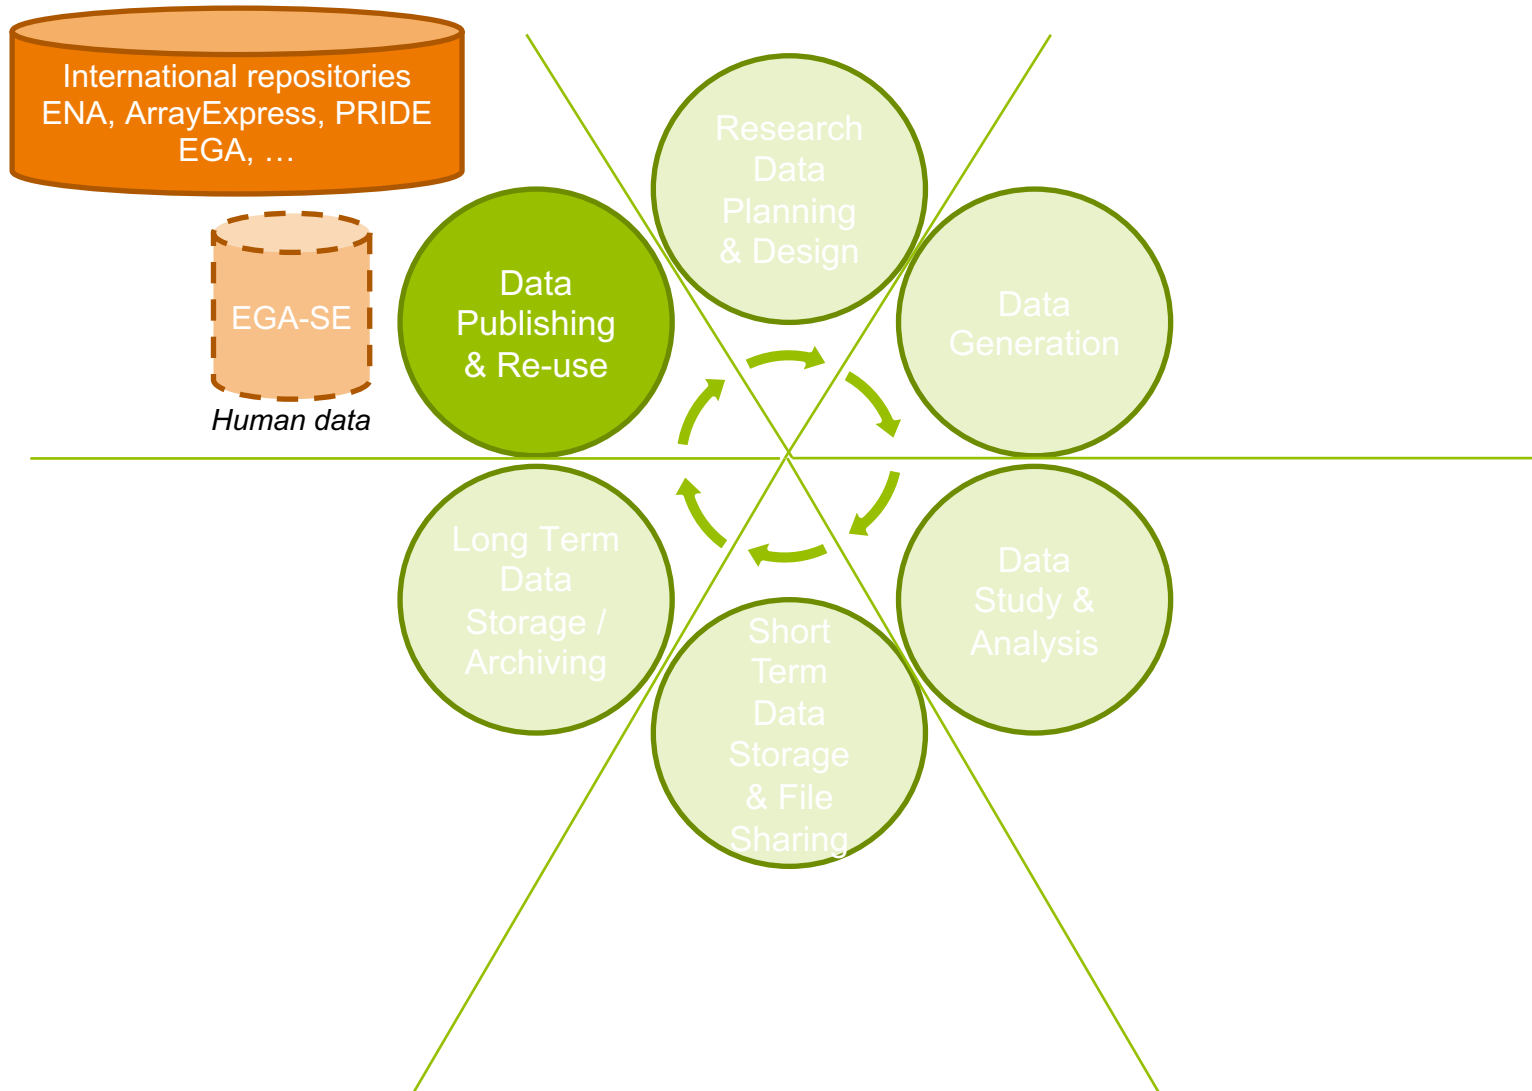 International repositories
ENA, ArrayExpress, PRIDE
EGA, …
EGA-SE
Human data
Data
Publishing
& Re-use
Research
Data
Planning
& Design
Data
Generation
Data
Study &
Analysis
Short
Term
Data
Storage
& File
Sharing
Long Term
Data
Storage /
Archiving